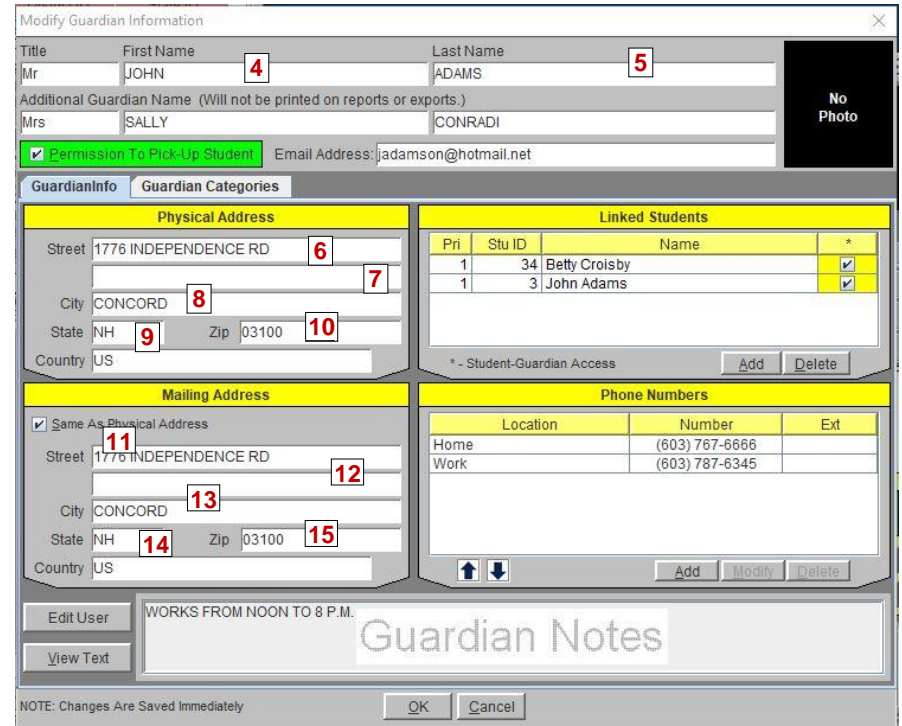 Modify Guardian Information
Title First Name Last Name
Mr JOHN 4 ADAMS 5
Additional Guardian Name (Will not be printed on reports or exports.)
Mrs SALLY CONRADI
No
Photo
Permission To Pick-Up Student Email Address: jadamson@hotmail.net
GuardianInfo Guardian Categories
Physical Address
Street 1776 INDEPENDENCE RD 6
7
City CONCORD 8
State NH 9 Zip 03100 10
Country US
Linked Students
Pri Stu ID Name *
1 34 Betty Croisby
1 3 John Adams
* - Student-Guardian Access Add Delete
Mailing Address
Same As Physical Address
11
Street 1776 INDEPENDENCE RD
12
City CONCORD 13
State NH 14 Zip 03100 15
Country US
Phone Numbers
Location Number Ext
Home (603) 767-6666
Work (603) 787-6345
Add Modify Delete
Edit User
View Text
WORKS FROM NOON TO 8 P.M.
Guardian Notes
NOTE: Changes Are Saved Immediately OK Cancel